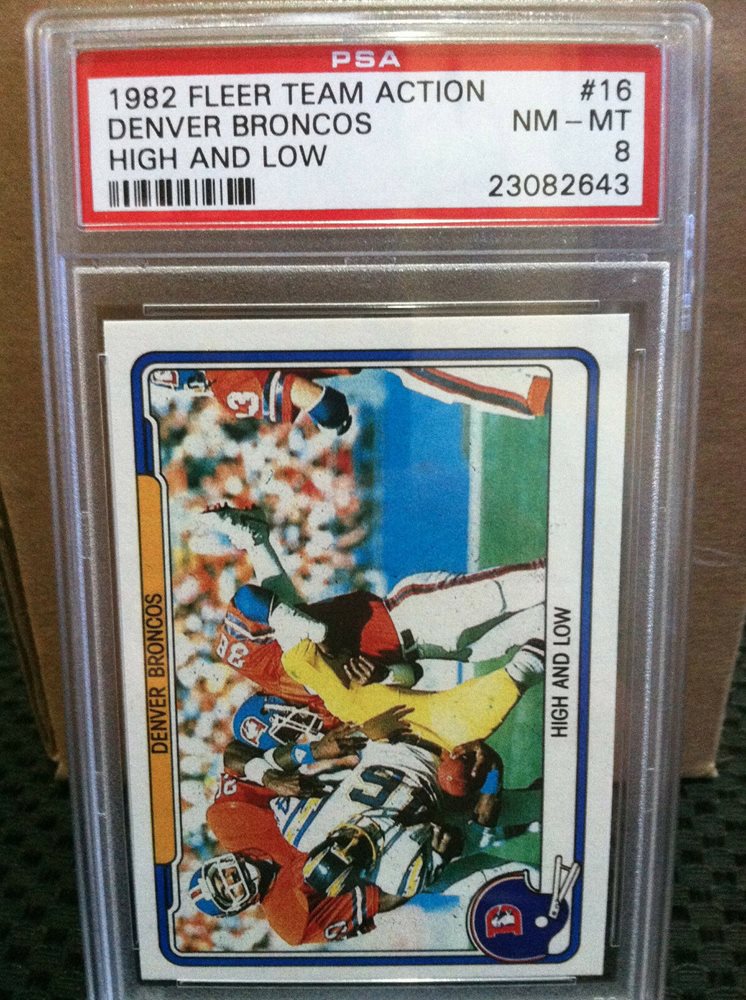 PSA
1982 FLEER TEAM ACTION #16
DENVER BRONCOS NM-MT
HIGH AND LOW 8
23082643
DENVER BRONCOS
HIGH AND LOW
D